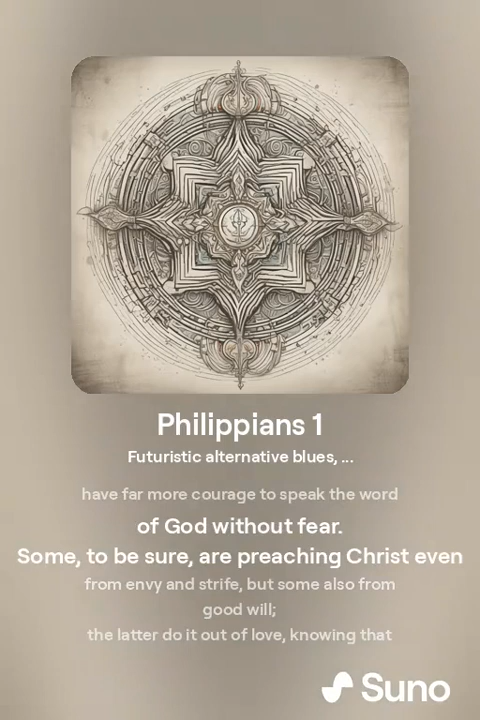 Philippians 1
Futuristic alternative blues, ...
have far more courage to speak the word
of God without fear.
Some, to be sure, are preaching Christ even
from envy and strife, but some also from
good will;
the latter do it out of love, knowing that
Suno